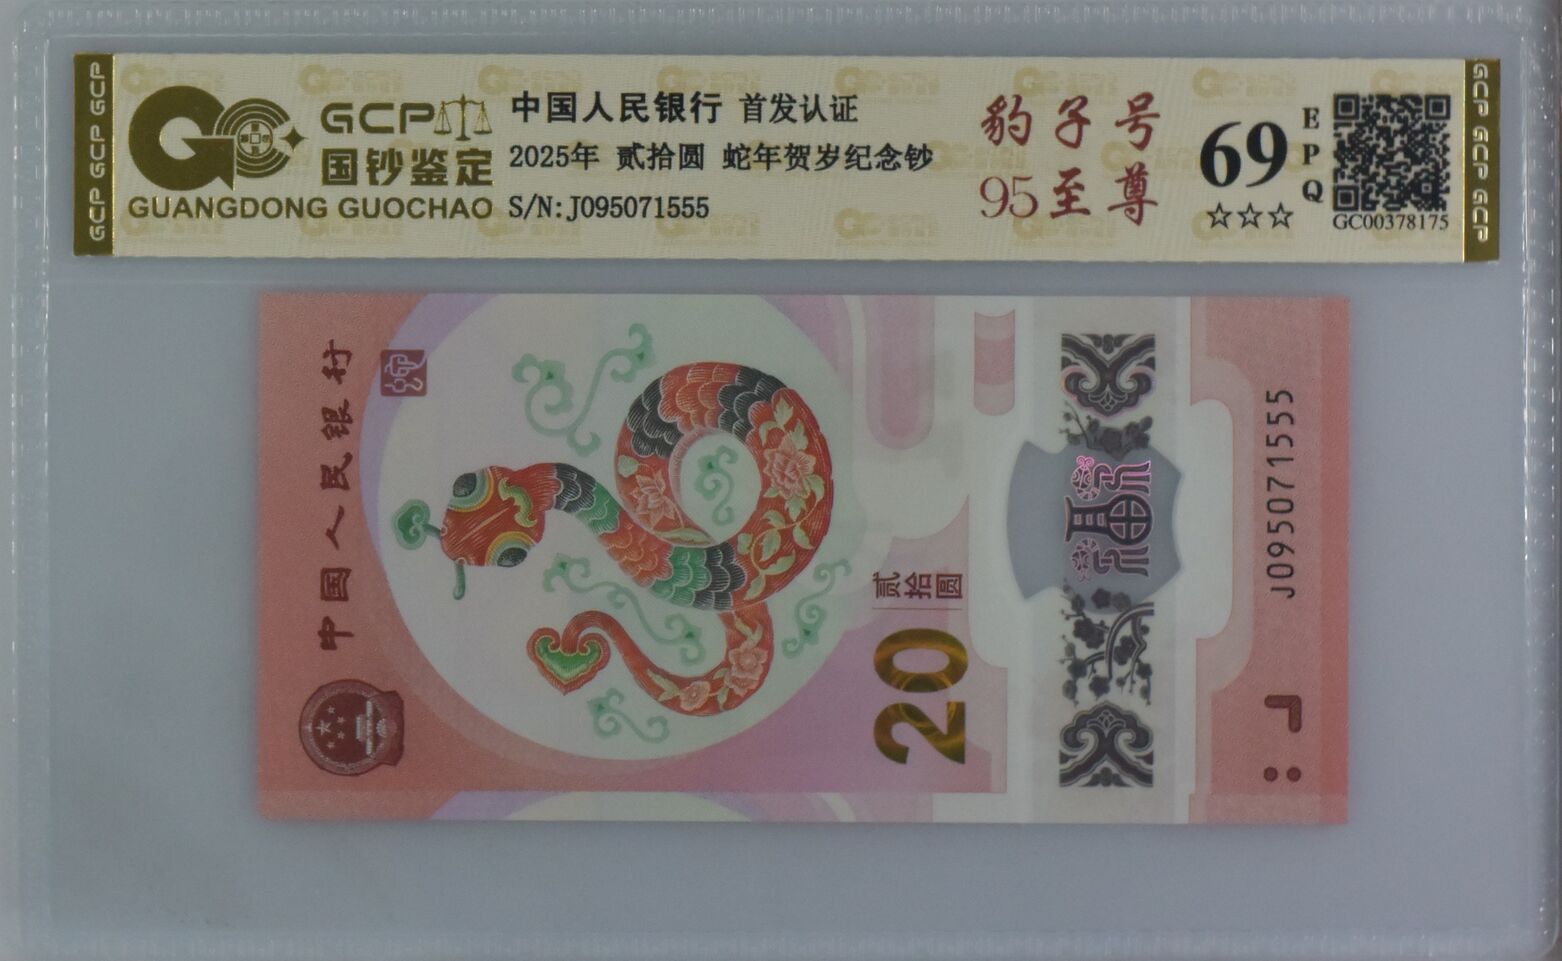 GCP GCP GCP
GCP
国钞鉴定
GUANGDONG GUOCHAO
中国人民银行 首发认证
2025年 贰拾圆 蛇年贺岁纪念钞
S/N:J095071555
豹子号
95至尊
69
EPQ
☆☆☆
GC00378175
GCP GCP GCP
中国人民银行
蛇
贰拾圆
20
福
J095071555